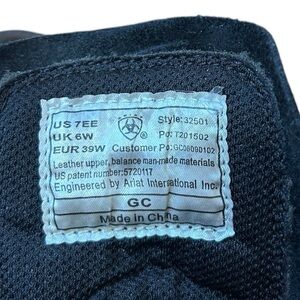 US 7EE Style: 32501
UK 6W Po: T201502
EUR 39W Customer Po:GC06090102
Leather upper, balance man-made materials
US patent number:5720117
Engineered by Ariat International Inc.
GC
Made in China